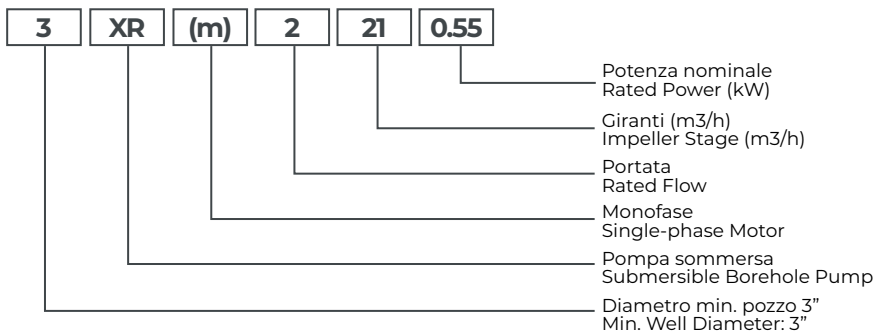 3 XR (m) 2 21 0.55
Potenza nominale
Rated Power (kW)
Giranti (m3/h)
Impeller Stage (m3/h)
Portata
Rated Flow
Monofase
Single-phase Motor
Pompa sommersa
Submersible Borehole Pump
Diametro min. pozzo 3”
Min. Well Diameter: 3”